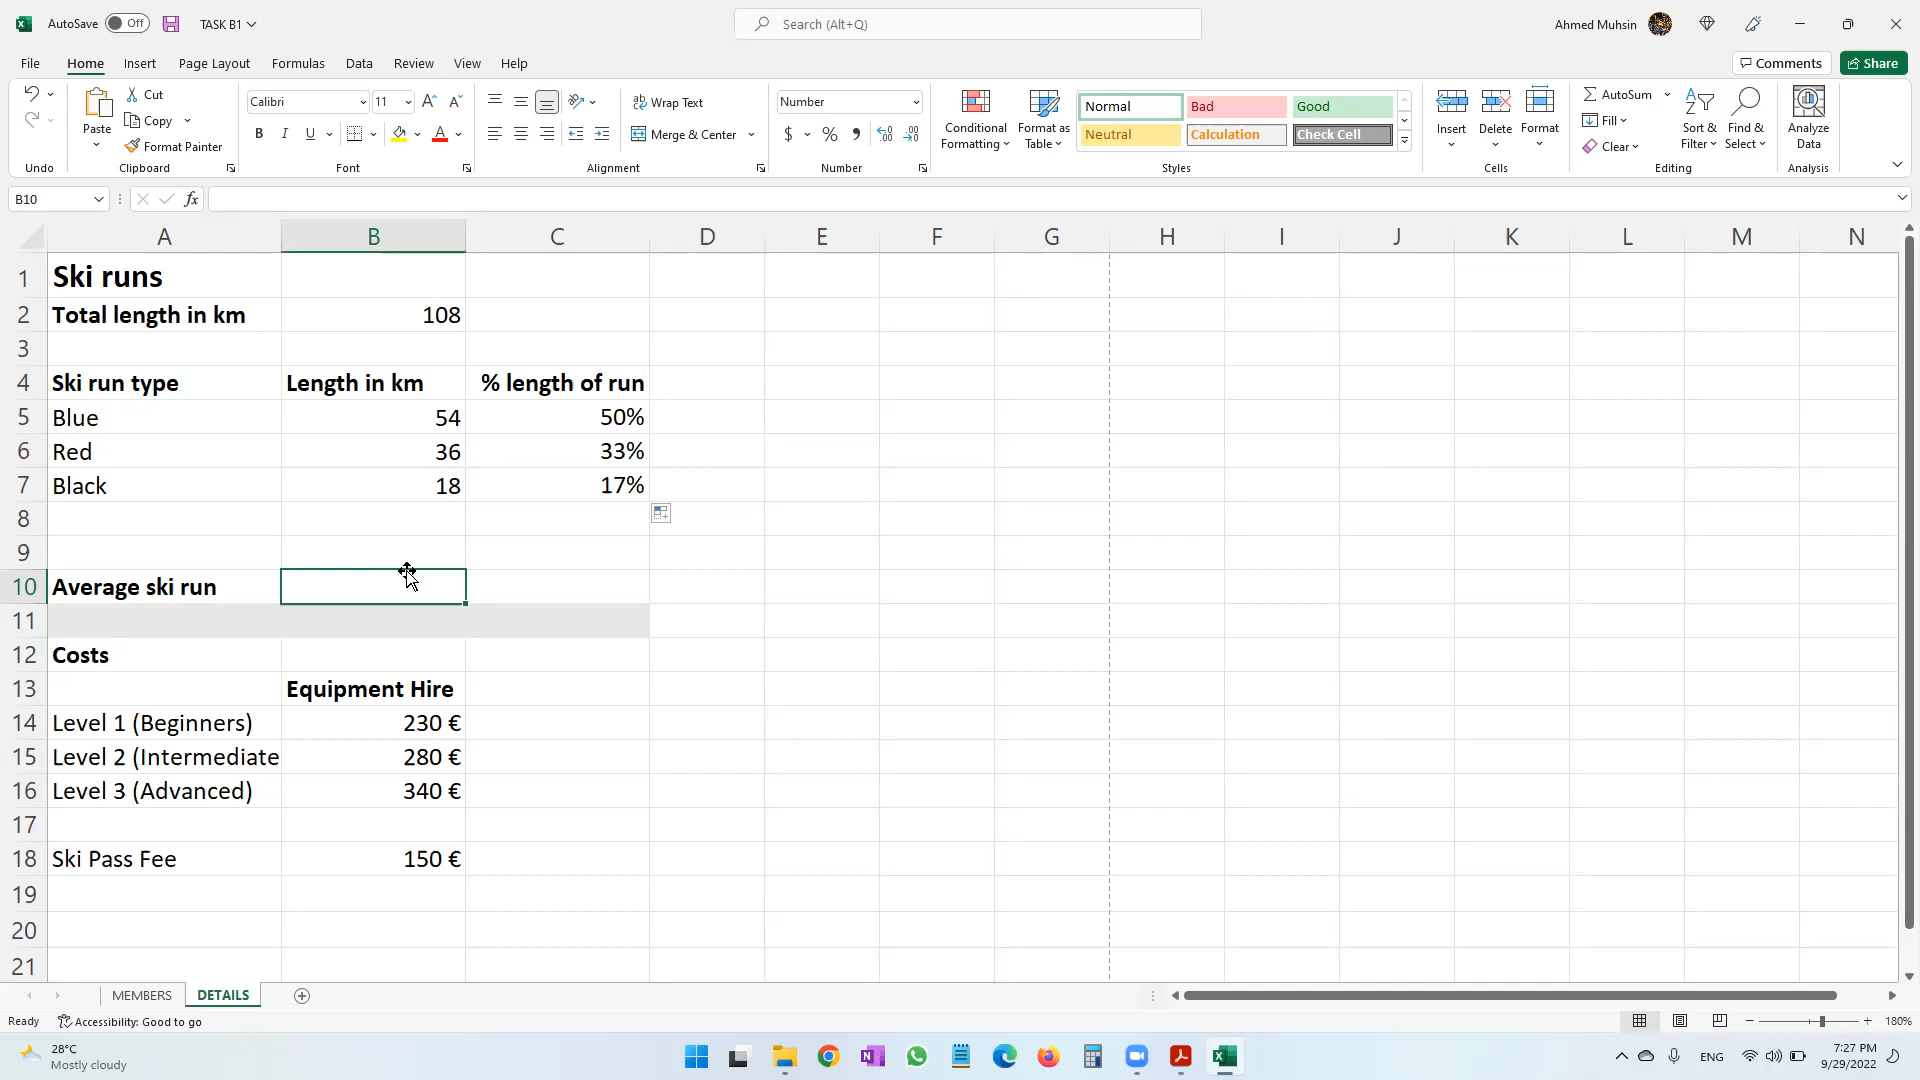 AutoSave Off TASK B1 Search (Alt+Q) Ahmed Muhsin
File Home Insert Page Layout Formulas Data Review View Help Comments Share
Paste Cut Copy Format Painter Calibri 11 B I U A Wrap Text Merge & Center Number $ % Conditional Formatting Format as Table Normal Bad Good Neutral Calculation Check Cell Insert Delete Format AutoSum Fill Clear Sort & Filter Find & Select Analyze Data
Undo Clipboard Font Alignment Number Styles Cells Editing Analysis
B10 fx
A B C D E F G H I J K L M N
1 Ski runs
2 Total length in km 108
3
4 Ski run type Length in km % length of run
5 Blue 54 50%
6 Red 36 33%
7 Black 18 17%
8
9
10 Average ski run
11
12 Costs
13 Equipment Hire
14 Level 1 (Beginners) 230 €
15 Level 2 (Intermediate 280 €
16 Level 3 (Advanced) 340 €
17
18 Ski Pass Fee 150 €
19
20
21
MEMBERS DETAILS
Ready Accessibility: Good to go 180%
28°C
Mostly cloudy
ENG
7:27 PM
9/29/2022